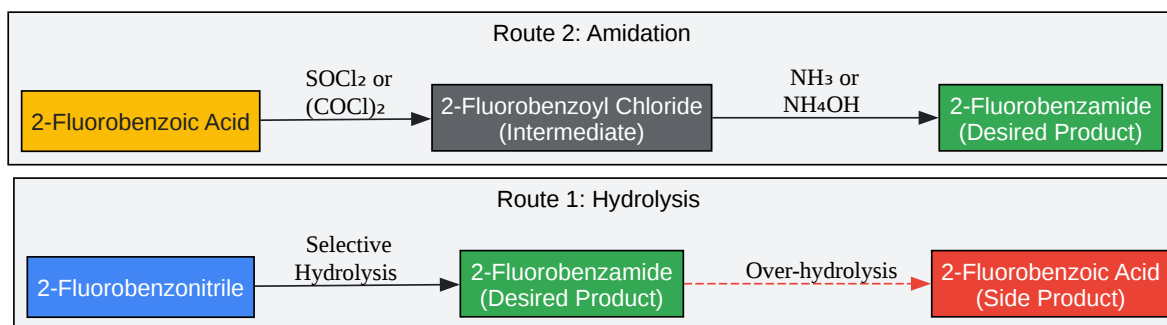 Route 2: Amidation
2-Fluorobenzoic Acid
SOCl₂ or
(COCl)₂
2-Fluorobenzoyl Chloride
(Intermediate)
NH₃ or
NH₄OH
2-Fluorobenzamide
(Desired Product)
Route 1: Hydrolysis
2-Fluorobenzonitrile
Selective
Hydrolysis
2-Fluorobenzamide
(Desired Product)
Over-hydrolysis
2-Fluorobenzoic Acid
(Side Product)